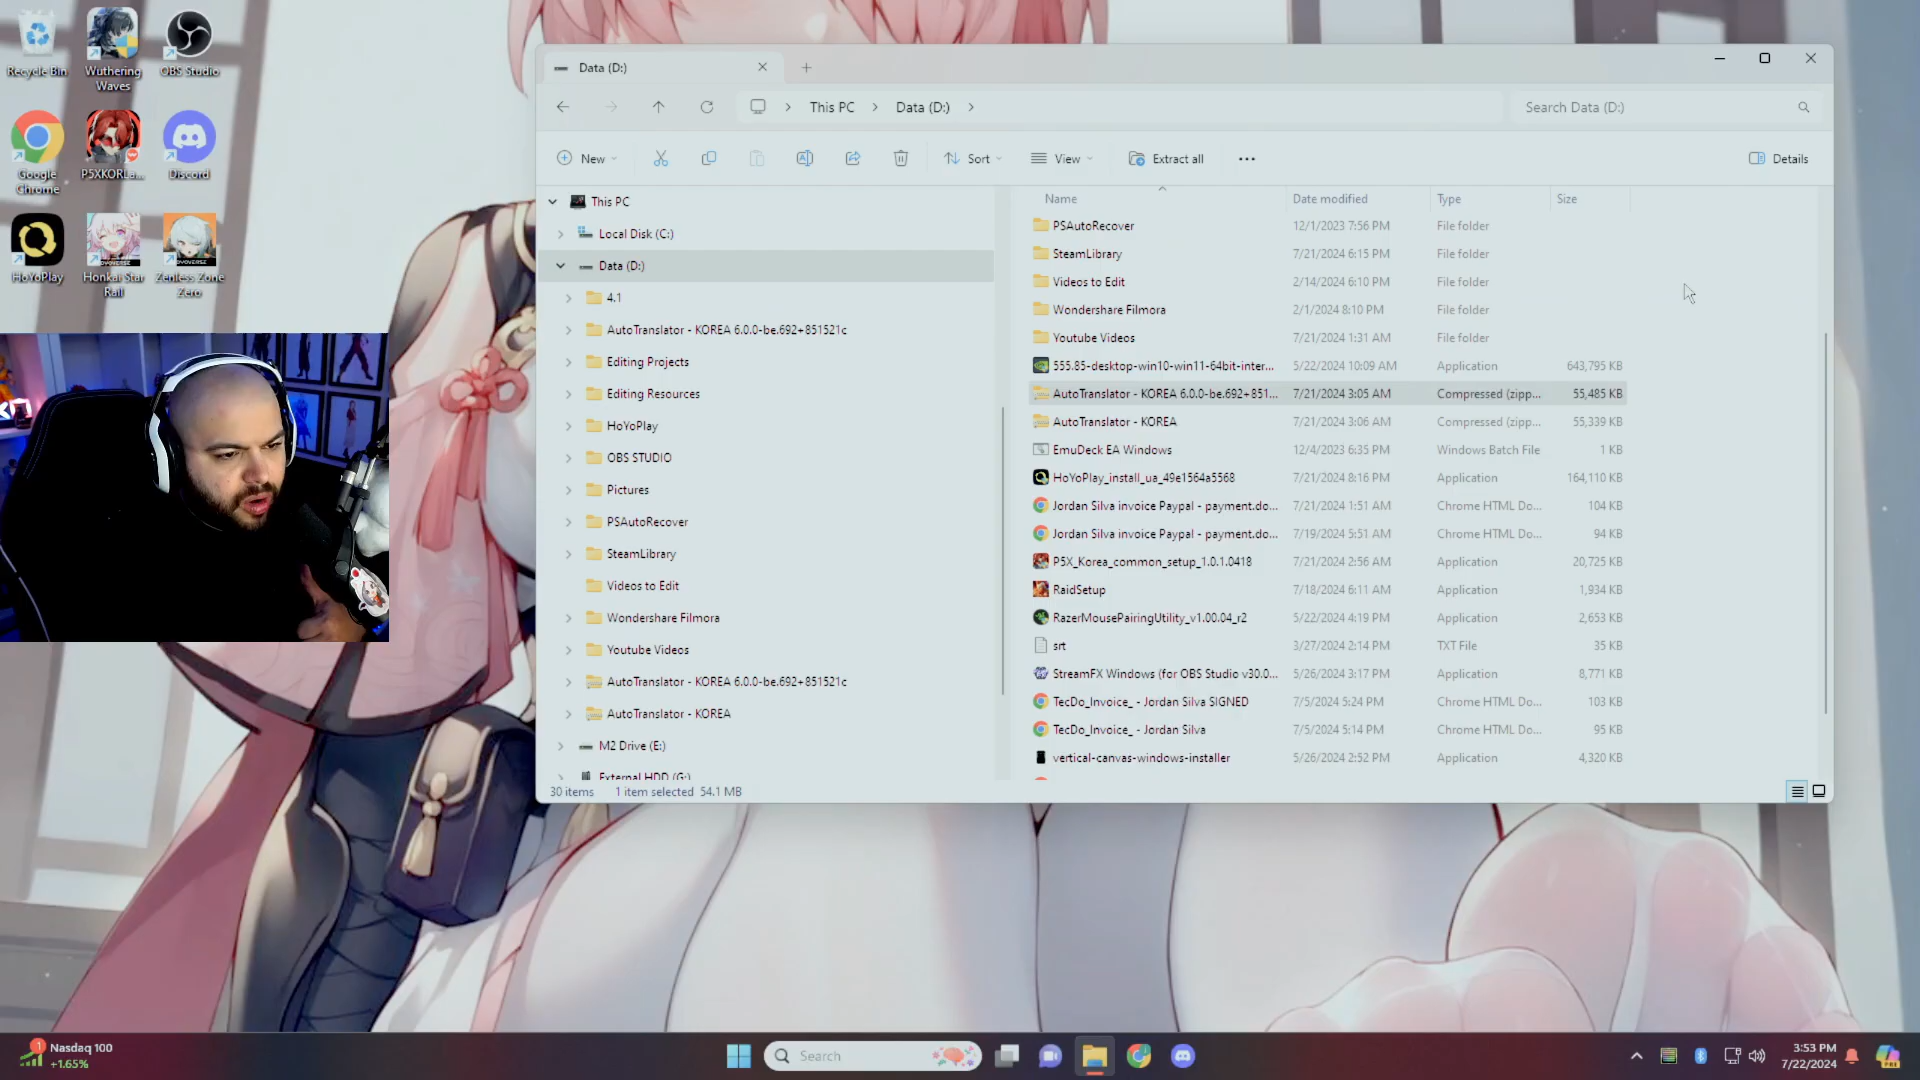 Recycle Bin
Wuthering
Waves
OBS Studio
Google
Chrome
P5XKORLa...
Discord
HoYoPlay
Honkai Star
Rail
Zenless Zone
Zero
Data (D:)
This PC
Data (D:)
Search Data (D:)
New
Sort
View
Extract all
Details
This PC
Local Disk (C:)
Data (D:)
4.1
AutoTranslator - KOREA 6.0.0-be.692+851521c
Editing Projects
Editing Resources
HoYoPlay
OBS STUDIO
Pictures
PSAutoRecover
SteamLibrary
Videos to Edit
Wondershare Filmora
Youtube Videos
AutoTranslator - KOREA 6.0.0-be.692+851521c
AutoTranslator - KOREA
M2 Drive (E:)
External HDD (G:)
Name Date modified Type Size
PSAutoRecover 12/1/2023 7:56 PM File folder
SteamLibrary 7/21/2024 6:15 PM File folder
Videos to Edit 2/14/2024 6:10 PM File folder
Wondershare Filmora 2/1/2024 8:10 PM File folder
Youtube Videos 7/21/2024 1:31 AM File folder
555.85-desktop-win10-win11-64bit-inter... 5/22/2024 10:09 AM Application 643,795 KB
AutoTranslator - KOREA 6.0.0-be.692+851... 7/21/2024 3:05 AM Compressed (zipp... 55,485 KB
AutoTranslator - KOREA 7/21/2024 3:06 AM Compressed (zipp... 55,339 KB
EmuDeck EA Windows 12/4/2023 6:35 PM Windows Batch File 1 KB
HoYoPlay_install_ua_49e1564a5568 7/21/2024 8:16 PM Application 164,110 KB
Jordan Silva invoice Paypal - payment.do... 7/21/2024 1:51 AM Chrome HTML Do... 104 KB
Jordan Silva invoice Paypal - payment.do... 7/19/2024 5:51 AM Chrome HTML Do... 94 KB
P5X_Korea_common_setup_1.0.1.0418 7/21/2024 2:56 AM Application 20,725 KB
RaidSetup 7/18/2024 6:11 AM Application 1,934 KB
RazerMousePairingUtility_v1.00.04_r2 5/22/2024 4:19 PM Application 2,653 KB
srt 3/27/2024 2:14 PM TXT File 35 KB
StreamFX Windows (for OBS Studio v30.0... 5/26/2024 3:17 PM Application 8,771 KB
TecDo_Invoice_ - Jordan Silva SIGNED 7/5/2024 5:24 PM Chrome HTML Do... 103 KB
TecDo_Invoice_ - Jordan Silva 7/5/2024 5:14 PM Chrome HTML Do... 95 KB
vertical-canvas-windows-installer 5/26/2024 2:52 PM Application 4,320 KB
30 items 1 item selected 54.1 MB
1
Nasdaq 100
+1.65%
Search
3:53 PM
7/22/2024